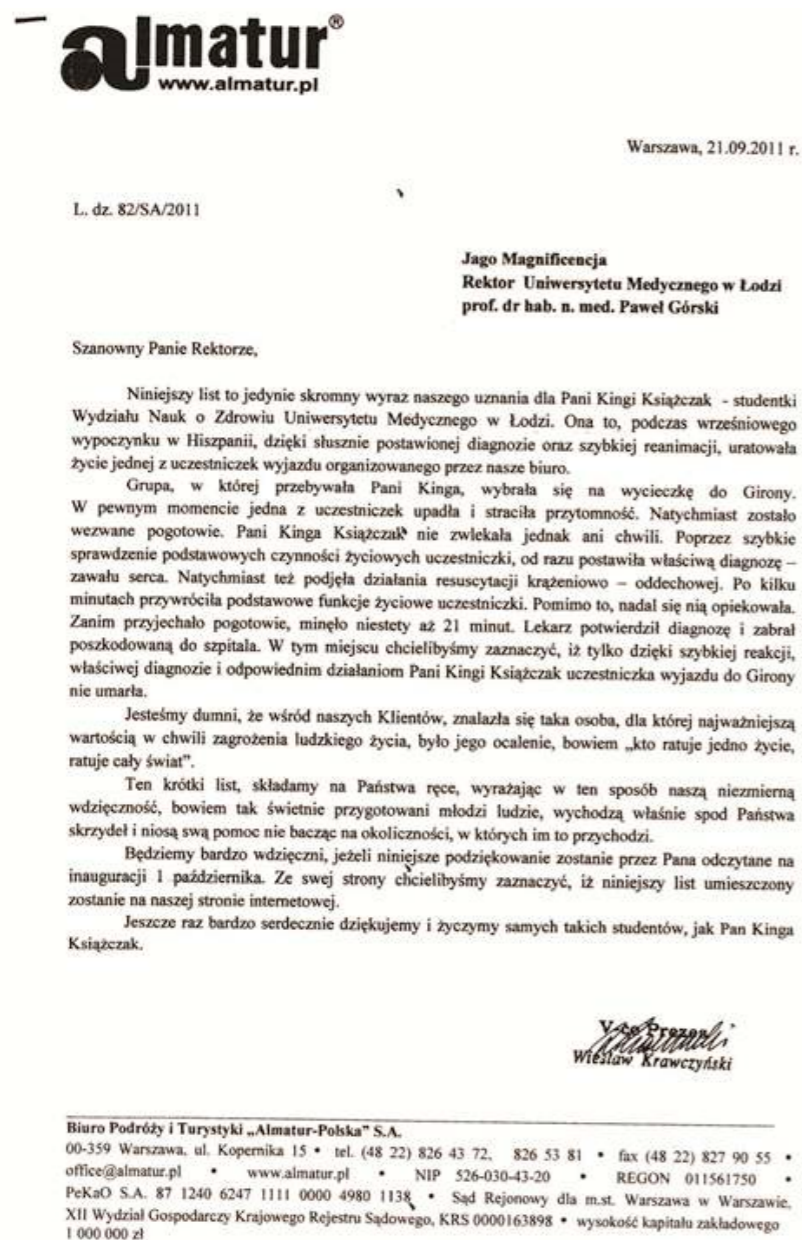 almatur®
www.almatur.pl
Warszawa, 21.09.2011 r.
L. dz. 82/SA/2011
Jago Magnificencja
Rektor Uniwersytetu Medycznego w Łodzi
prof. dr hab. n. med. Paweł Górski
Szanowny Panie Rektorze,
Niniejszy list to jedynie skromny wyraz naszego uznania dla Pani Kingi Książczak - studentki
Wydziału Nauk o Zdrowiu Uniwersytetu Medycznego w Łodzi. Ona to, podczas wrześniowego
wypoczynku w Hiszpanii, dzięki słusznie postawionej diagnozie oraz szybkiej reanimacji, uratowała
życie jednej z uczestniczek wyjazdu organizowanego przez nasze biuro.
Grupa, w której przebywała Pani Kinga, wybrała się na wycieczkę do Girony.
W pewnym momencie jedna z uczestniczek upadła i straciła przytomność. Natychmiast zostało
wezwane pogotowie. Pani Kinga Książczak nie zwlekała jednak ani chwili. Poprzez szybkie
sprawdzenie podstawowych czynności życiowych uczestniczki, od razu postawiła właściwą diagnozę –
zawału serca. Natychmiast też podjęła działania resuscytacji krążeniowo – oddechowej. Po kilku
minutach przywróciła podstawowe funkcje życiowe uczestniczki. Pomimo to, nadal się nią opiekowała.
Zanim przyjechało pogotowie, minęło niestety aż 21 minut. Lekarz potwierdził diagnozę i zabrał
poszkodowaną do szpitala. W tym miejscu chcielibyśmy zaznaczyć, iż tylko dzięki szybkiej reakcji,
właściwej diagnozie i odpowiednim działaniom Pani Kingi Książczak uczestniczka wyjazdu do Girony
nie umarła.
Jesteśmy dumni, że wśród naszych Klientów, znalazła się taka osoba, dla której najważniejszą
wartością w chwili zagrożenia ludzkiego życia, było jego ocalenie, bowiem „kto ratuje jedno życie,
ratuje cały świat”.
Ten krótki list, składamy na Państwa ręce, wyrażając w ten sposób naszą niezmierną
wdzięczność, bowiem tak świetnie przygotowani młodzi ludzie, wychodzą właśnie spod Państwa
skrzydeł i niosą swą pomoc nie bacząc na okoliczności, w których im to przychodzi.
Będziemy bardzo wdzięczni, jeżeli niniejsze podziękowanie zostanie przez Pana odczytane na
inauguracji 1 października. Ze swej strony chcielibyśmy zaznaczyć, iż niniejszy list umieszczony
zostanie na naszej stronie internetowej.
Jeszcze raz bardzo serdecznie dziękujemy i życzymy samych takich studentów, jak Pan Kinga
Książczak.
Vice Prezes
Wiesław Krawczyński
Biuro Podróży i Turystyki „Almatur-Polska” S.A.
00-359 Warszawa, ul. Kopernika 15 • tel. (48 22) 826 43 72, 826 53 81 • fax (48 22) 827 90 55 •
office@almatur.pl • www.almatur.pl • NIP 526-030-43-20 • REGON 011561750 •
PeKaO S.A. 87 1240 6247 1111 0000 4980 1138 • Sąd Rejonowy dla m.st. Warszawa w Warszawie,
XII Wydział Gospodarczy Krajowego Rejestru Sądowego, KRS 0000163898 • wysokość kapitału zakładowego
1 000 000 zł